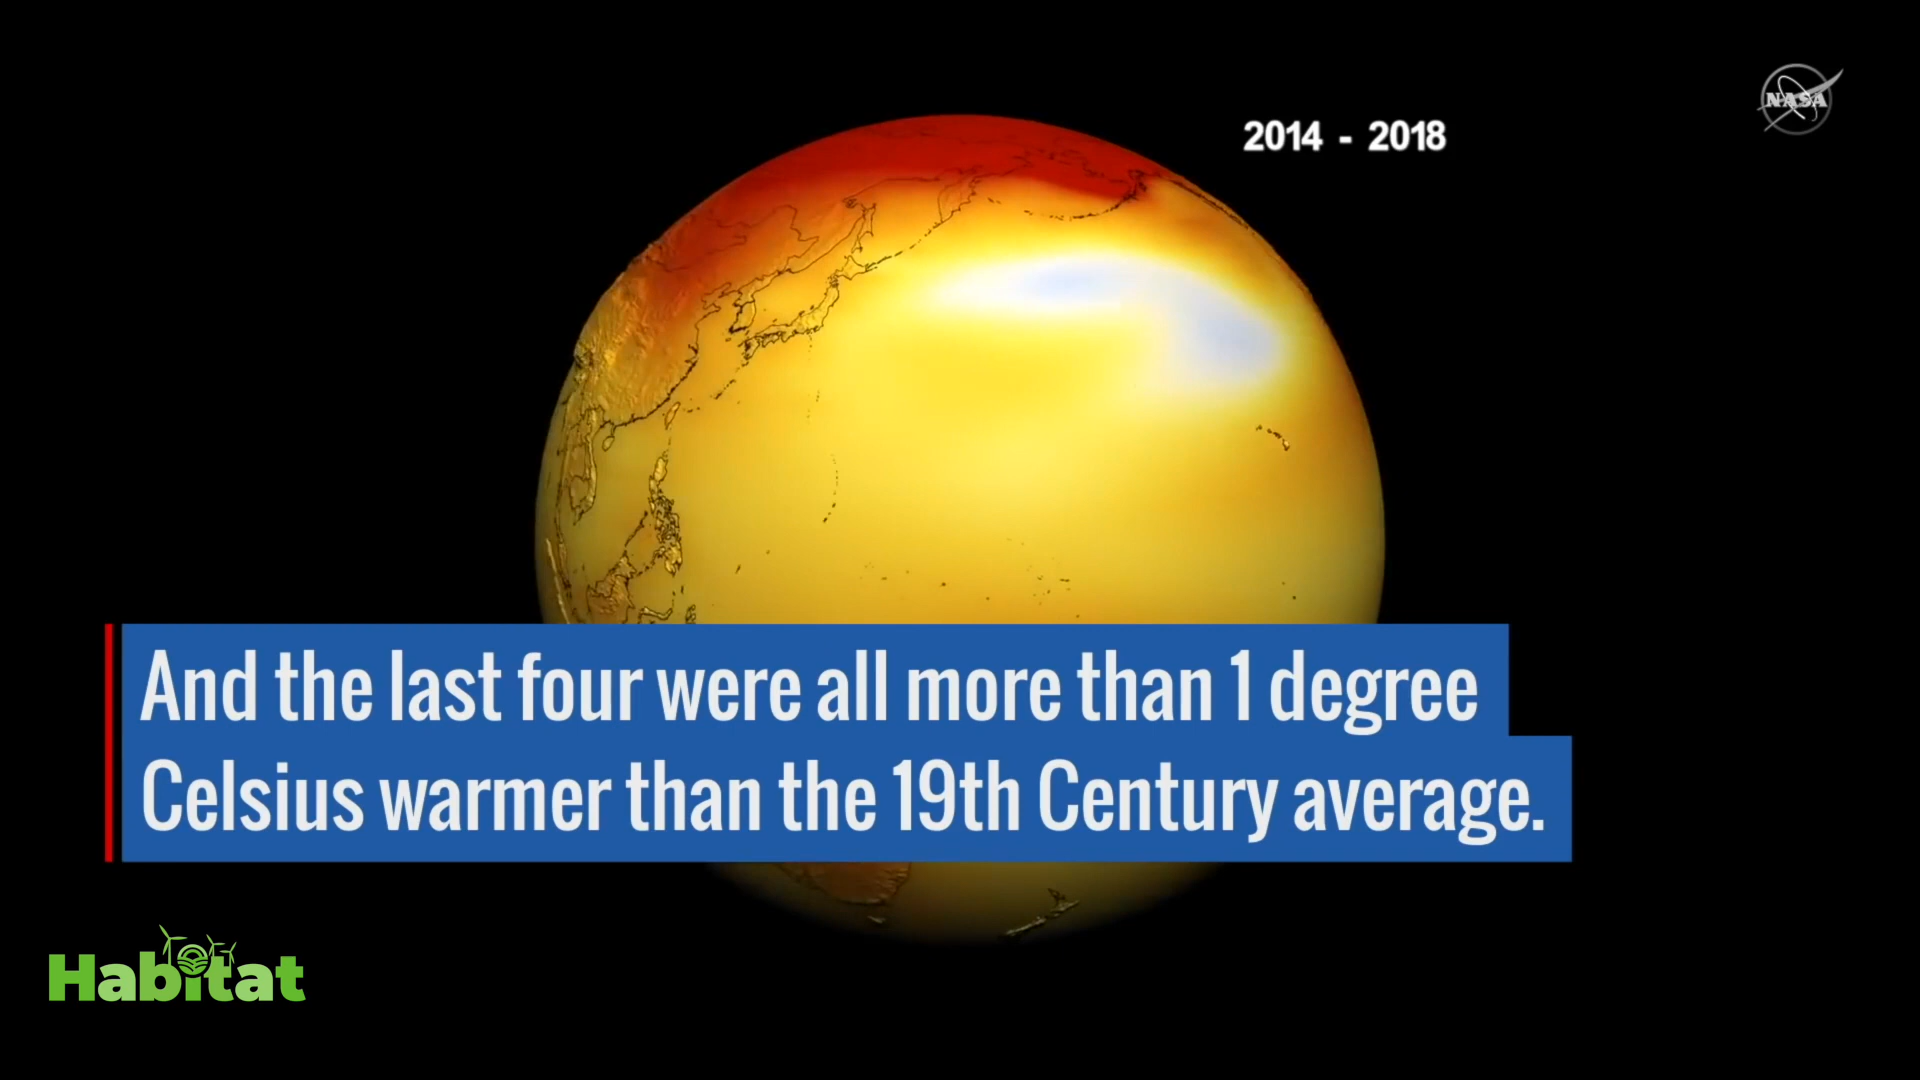 NASA
2014 - 2018
And the last four were all more than 1 degree
Celsius warmer than the 19th Century average.
Habitat